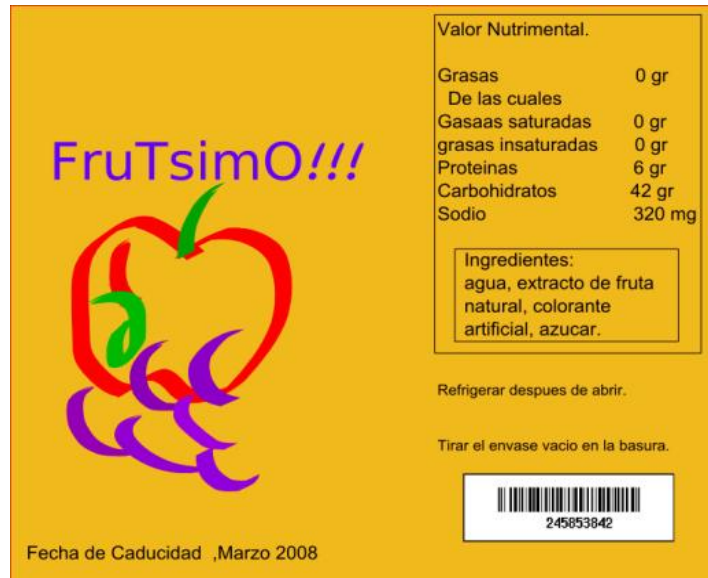 FruTsimO!!!
Fecha de Caducidad ,Marzo 2008
Valor Nutrimental.
Grasas 0 gr
De las cuales
Gasaas saturadas 0 gr
grasas insaturadas 0 gr
Proteinas 6 gr
Carbohidratos 42 gr
Sodio 320 mg
Ingredientes:
agua, extracto de fruta
natural, colorante
artificial, azucar.
Refrigerar despues de abrir.
Tirar el envase vacio en la basura.
245853842